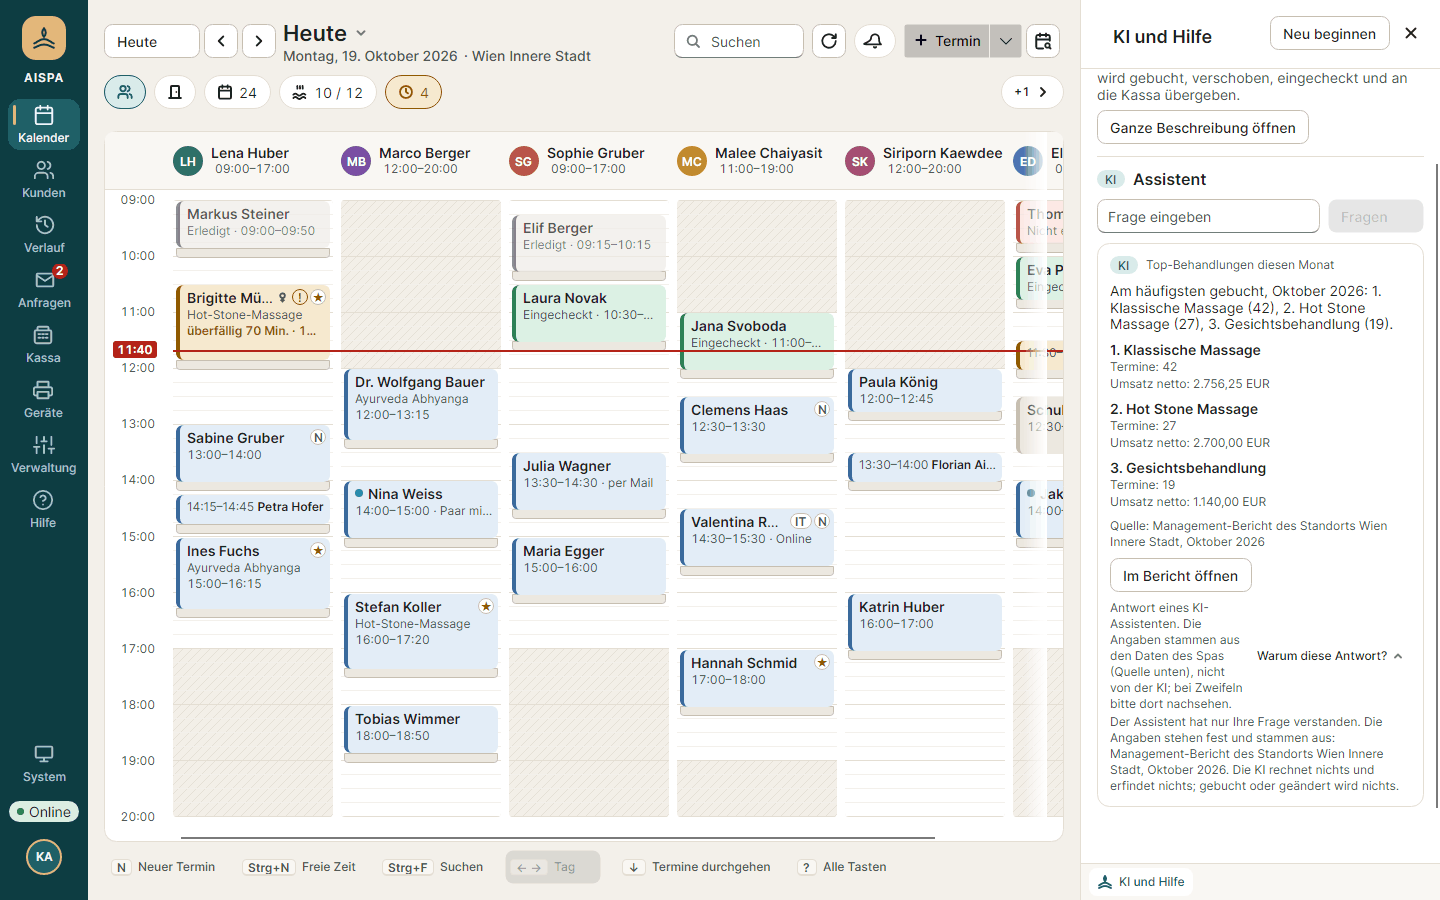 AISPA
Kalender
Kunden
Verlauf
2
Anfragen
Kassa
Geräte
Verwaltung
Hilfe
System
Online
KA
Heute
Heute
Montag, 19. Oktober 2026 · Wien Innere Stadt
Suchen
Termin
24
10 / 12
4
+1
LH
Lena Huber
09:00–17:00
MB
Marco Berger
12:00–20:00
SG
Sophie Gruber
09:00–17:00
MC
Malee Chaiyasit
11:00–19:00
SK
Siriporn Kaewdee
12:00–20:00
ED
09:00
10:00
11:00
11:40
12:00
13:00
14:00
15:00
16:00
17:00
18:00
19:00
20:00
Markus Steiner
Erledigt · 09:00–09:50
Brigitte Mü...
Hot-Stone-Massage
überfällig 70 Min. · 1...
Sabine Gruber
N
13:00–14:00
14:15–14:45 Petra Hofer
Ines Fuchs
Ayurveda Abhyanga
15:00–16:15
Dr. Wolfgang Bauer
Ayurveda Abhyanga
12:00–13:15
Nina Weiss
14:00–15:00 · Paar mi...
Stefan Koller
Hot-Stone-Massage
16:00–17:20
Tobias Wimmer
18:00–18:50
Elif Berger
Erledigt · 09:15–10:15
Laura Novak
Eingecheckt · 10:30–...
Julia Wagner
13:30–14:30 · per Mail
Maria Egger
15:00–16:00
Jana Svoboda
Eingecheckt · 11:00–...
Clemens Haas
N
12:30–13:30
Valentina R...
IT
N
14:30–15:30 · Online
Hannah Schmid
17:00–18:00
Paula König
12:00–12:45
13:30–14:00 Florian Ai...
Katrin Huber
16:00–17:00
Eva P
N
Neuer Termin
Strg+N
Freie Zeit
Strg+F
Suchen
← →
Tag
↓
Termine durchgehen
?
Alle Tasten
KI und Hilfe
Neu beginnen
wird gebucht, verschoben, eingecheckt und an
die Kassa übergeben.
Ganze Beschreibung öffnen
KI
Assistent
Frage eingeben
Fragen
KI
Top-Behandlungen diesen Monat
Am häufigsten gebucht, Oktober 2026: 1.
Klassische Massage (42), 2. Hot Stone
Massage (27), 3. Gesichtsbehandlung (19).
1. Klassische Massage
Termine: 42
Umsatz netto: 2.756,25 EUR
2. Hot Stone Massage
Termine: 27
Umsatz netto: 2.700,00 EUR
3. Gesichtsbehandlung
Termine: 19
Umsatz netto: 1.140,00 EUR
Quelle: Management-Bericht des Standorts Wien
Innere Stadt, Oktober 2026
Im Bericht öffnen
Antwort eines KI-
Assistenten. Die
Angaben stammen aus
den Daten des Spas
(Quelle unten), nicht
von der KI; bei Zweifeln
bitte dort nachsehen.
Warum diese Antwort?
Der Assistent hat nur Ihre Frage verstanden. Die
Angaben stehen fest und stammen aus:
Management-Bericht des Standorts Wien Innere
Stadt, Oktober 2026. Die KI rechnet nichts und
erfindet nichts; gebucht oder geändert wird nichts.
KI und Hilfe